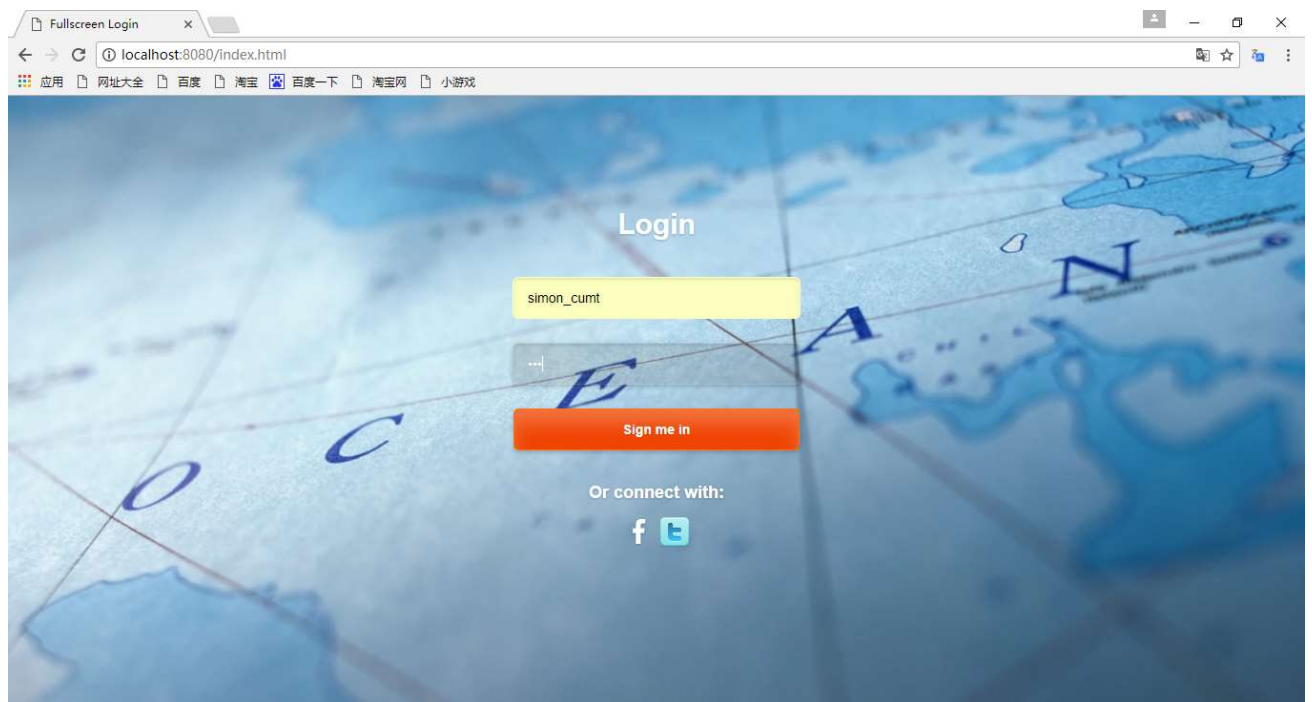 Fullscreen Login
localhost:8080/index.html
应用 网址大全 百度 淘宝 百度一下 淘宝网 小游戏
Login
simon_cumt
•••
Sign me in
Or connect with:
O C E A N